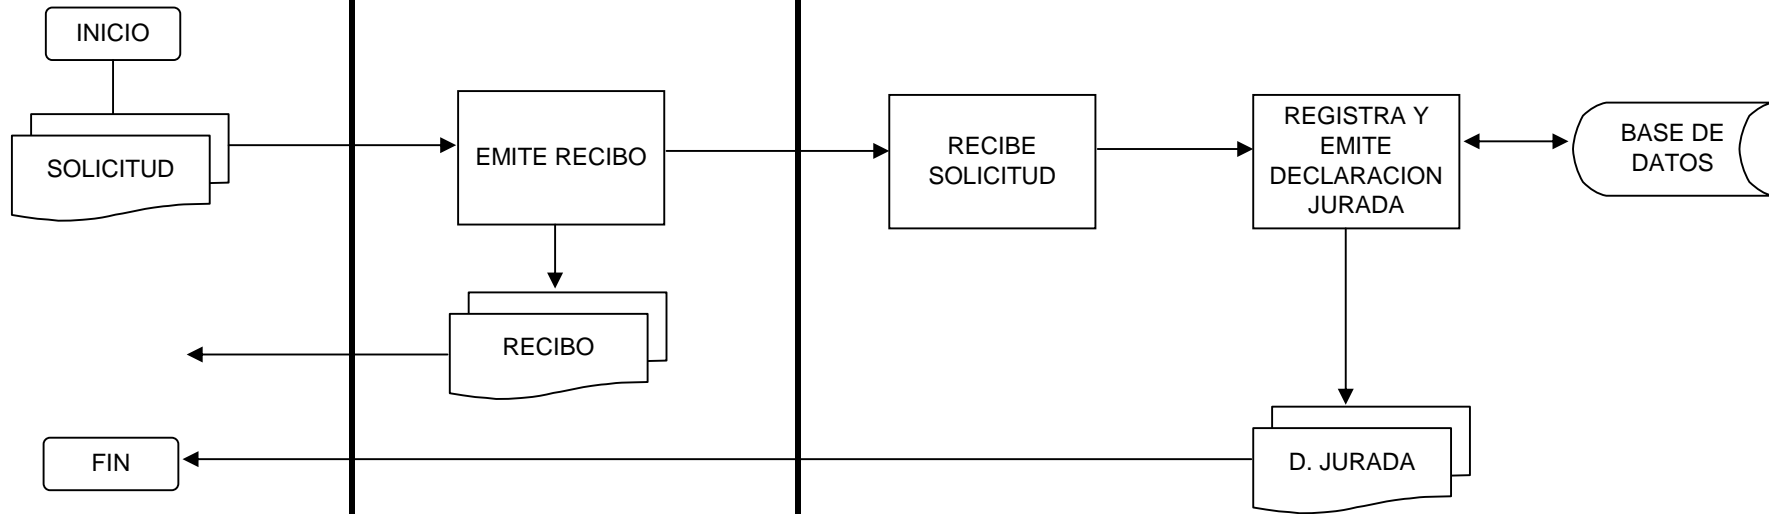 INICIO
SOLICITUD
EMITE RECIBO
RECIBE
SOLICITUD
REGISTRA Y
EMITE
DECLARACION
JURADA
BASE DE
DATOS
RECIBO
FIN
D. JURADA